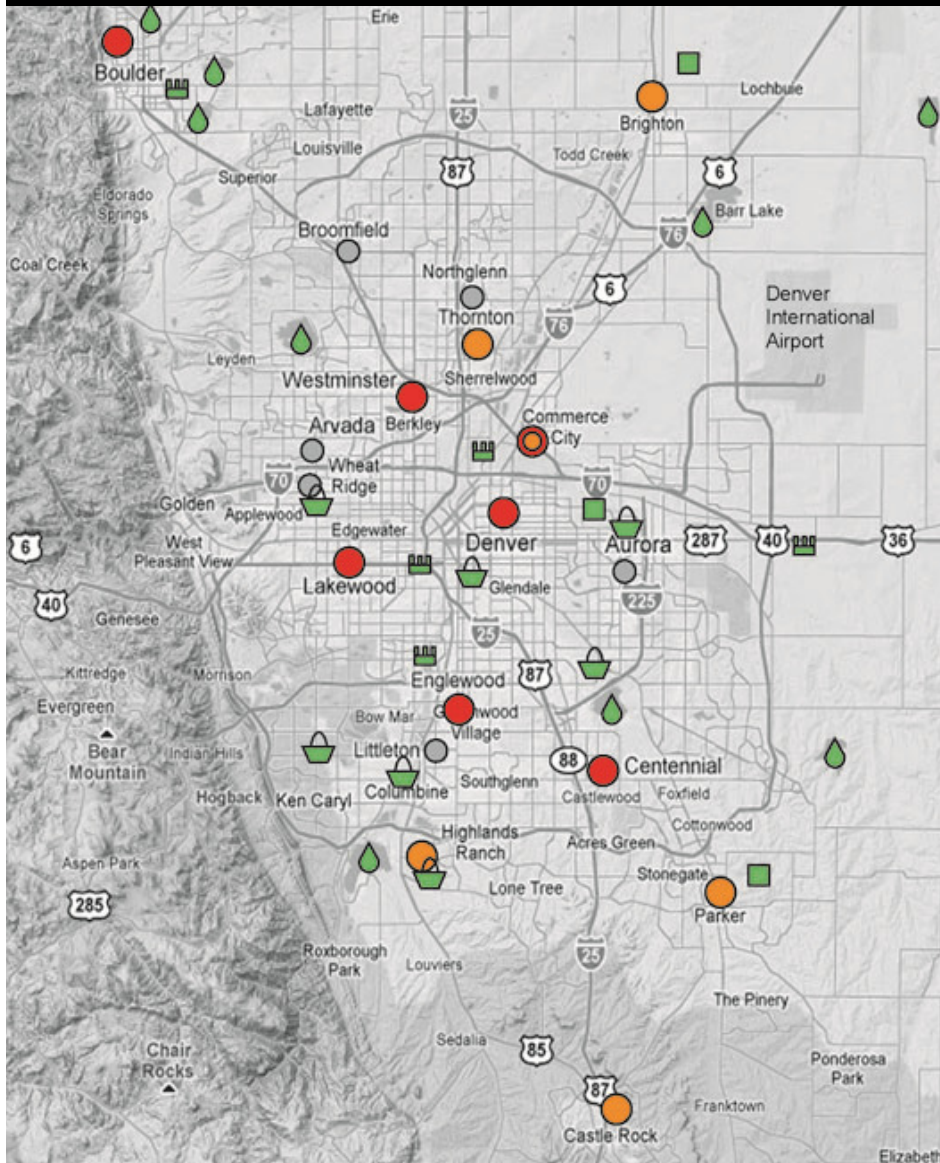 Erie
Boulder
Lochbuie
Lafayette
25
Brighton
Louisville
87
Todd Creek
6
Superior
Eldorado
Springs
Barr Lake
Broomfield
76
Coal Creek
Northglenn
6
Denver
International
Airport
Thornton
76
Leyden
Westminster
Sherrelwood
Berkley
Commerce
City
Arvada
Wheat
Ridge
70
70
Golden
Applewood
Edgewater
Denver
Aurora
287
40
36
6
West
Pleasant View
Lakewood
Glendale
40
225
Genesee
25
Kittredge
Morrison
Englewood
87
Evergreen
Bow Mar
Village
Bear
Mountain
Indian Hills
Littleton
88
Centennial
Southglenn
Hogback
Ken Caryl
Columbine
Castlewood
Foxfield
Cottonwood
Highlands
Ranch
Acres Green
Aspen Park
Stonegate
Lone Tree
285
Parker
Roxborough
Park
Louviers
25
The Pinery
Sedalia
Chair
Rocks
85
Ponderosa
Park
87
Franktown
Castle Rock
Elizabeth